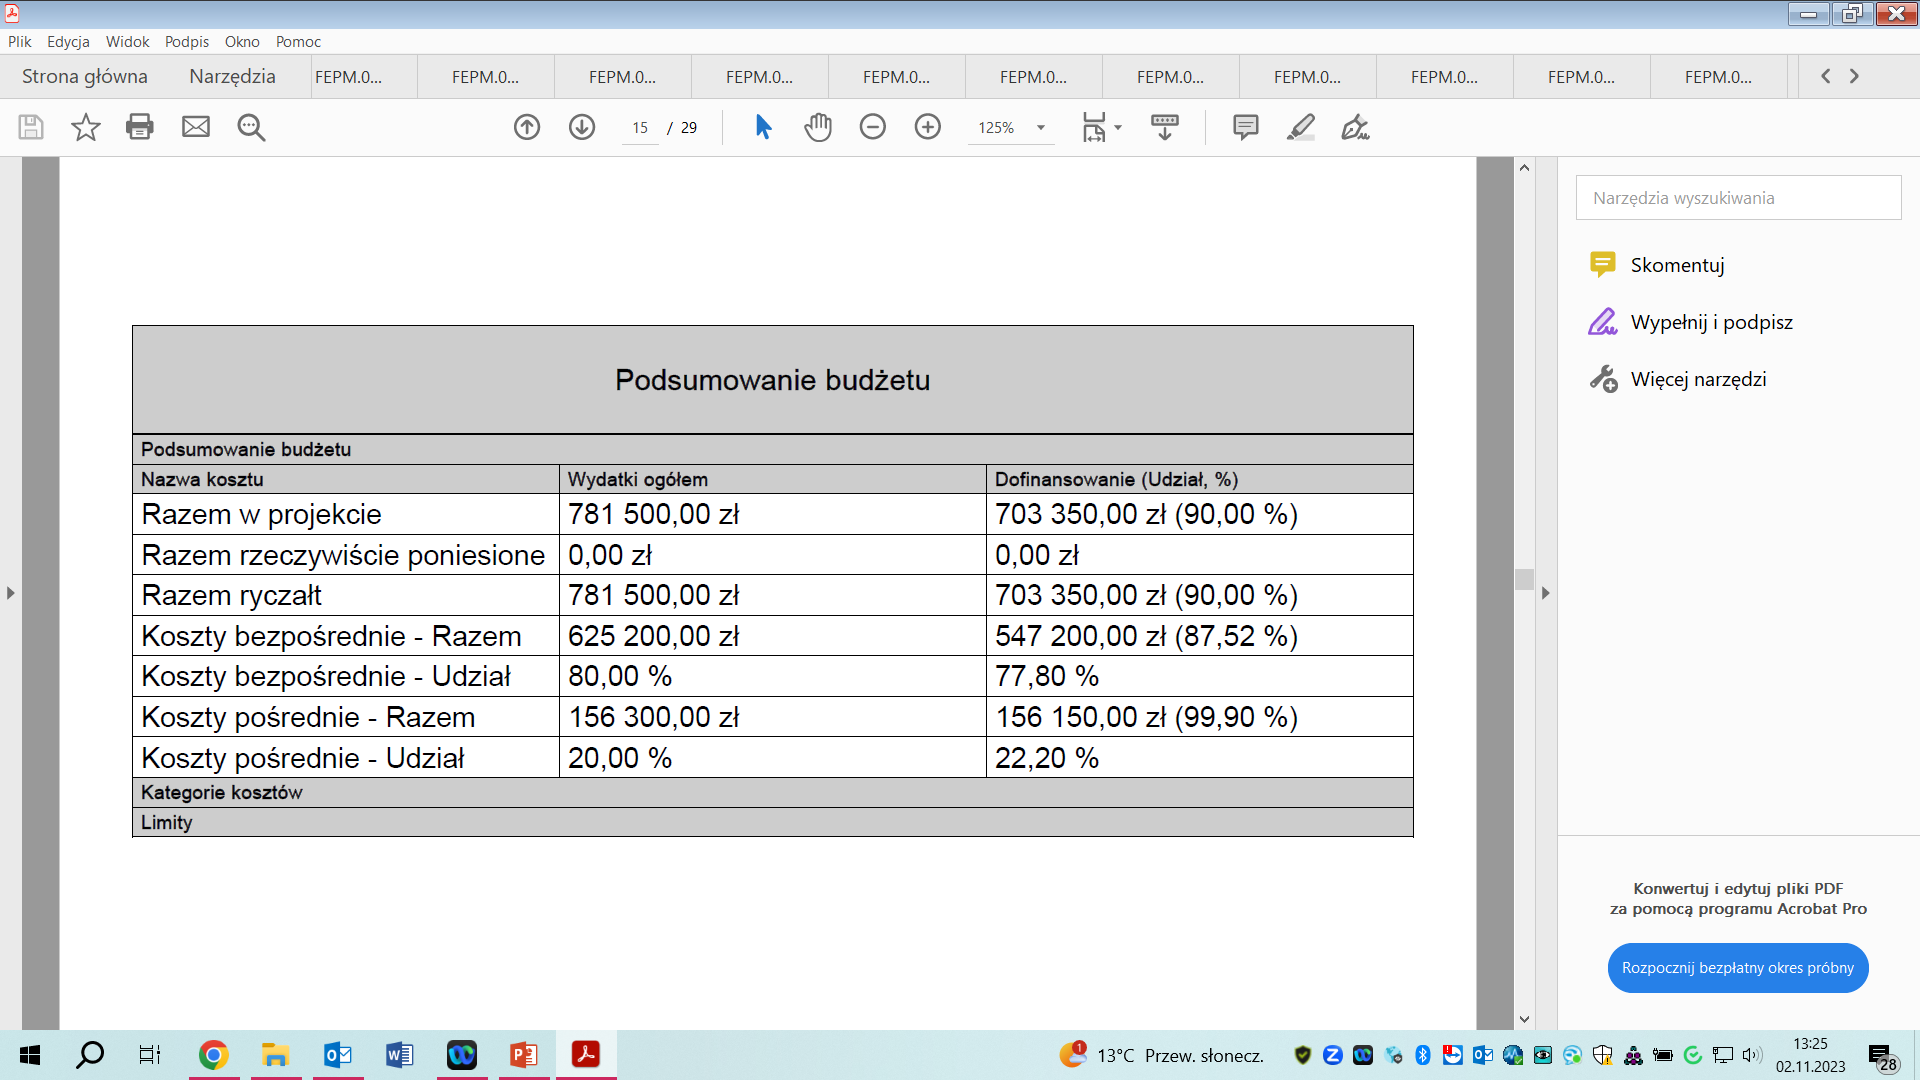 Plik Edycja Widok Podpis Okno Pomoc
Strona główna Narzędzia FEPM.0... FEPM.0... FEPM.0... FEPM.0... FEPM.0... FEPM.0... FEPM.0... FEPM.0... FEPM.0... FEPM.0... FEPM.0...
15 / 29 125%
Podsumowanie budżetu
Podsumowanie budżetu
Nazwa kosztu Wydatki ogółem Dofinansowanie (Udział, %)
Razem w projekcie 781 500,00 zł 703 350,00 zł (90,00 %)
Razem rzeczywiście poniesione 0,00 zł 0,00 zł
Razem ryczałt 781 500,00 zł 703 350,00 zł (90,00 %)
Koszty bezpośrednie - Razem 625 200,00 zł 547 200,00 zł (87,52 %)
Koszty bezpośrednie - Udział 80,00 % 77,80 %
Koszty pośrednie - Razem 156 300,00 zł 156 150,00 zł (99,90 %)
Koszty pośrednie - Udział 20,00 % 22,20 %
Kategorie kosztów
Limity
Narzędzia wyszukiwania
Skomentuj
Wypełnij i podpisz
Więcej narzędzi
Konwertuj i edytuj pliki PDF
za pomocą programu Acrobat Pro
Rozpocznij bezpłatny okres próbny
1 13°C Przew. słonecz.
13:25
02.11.2023
28